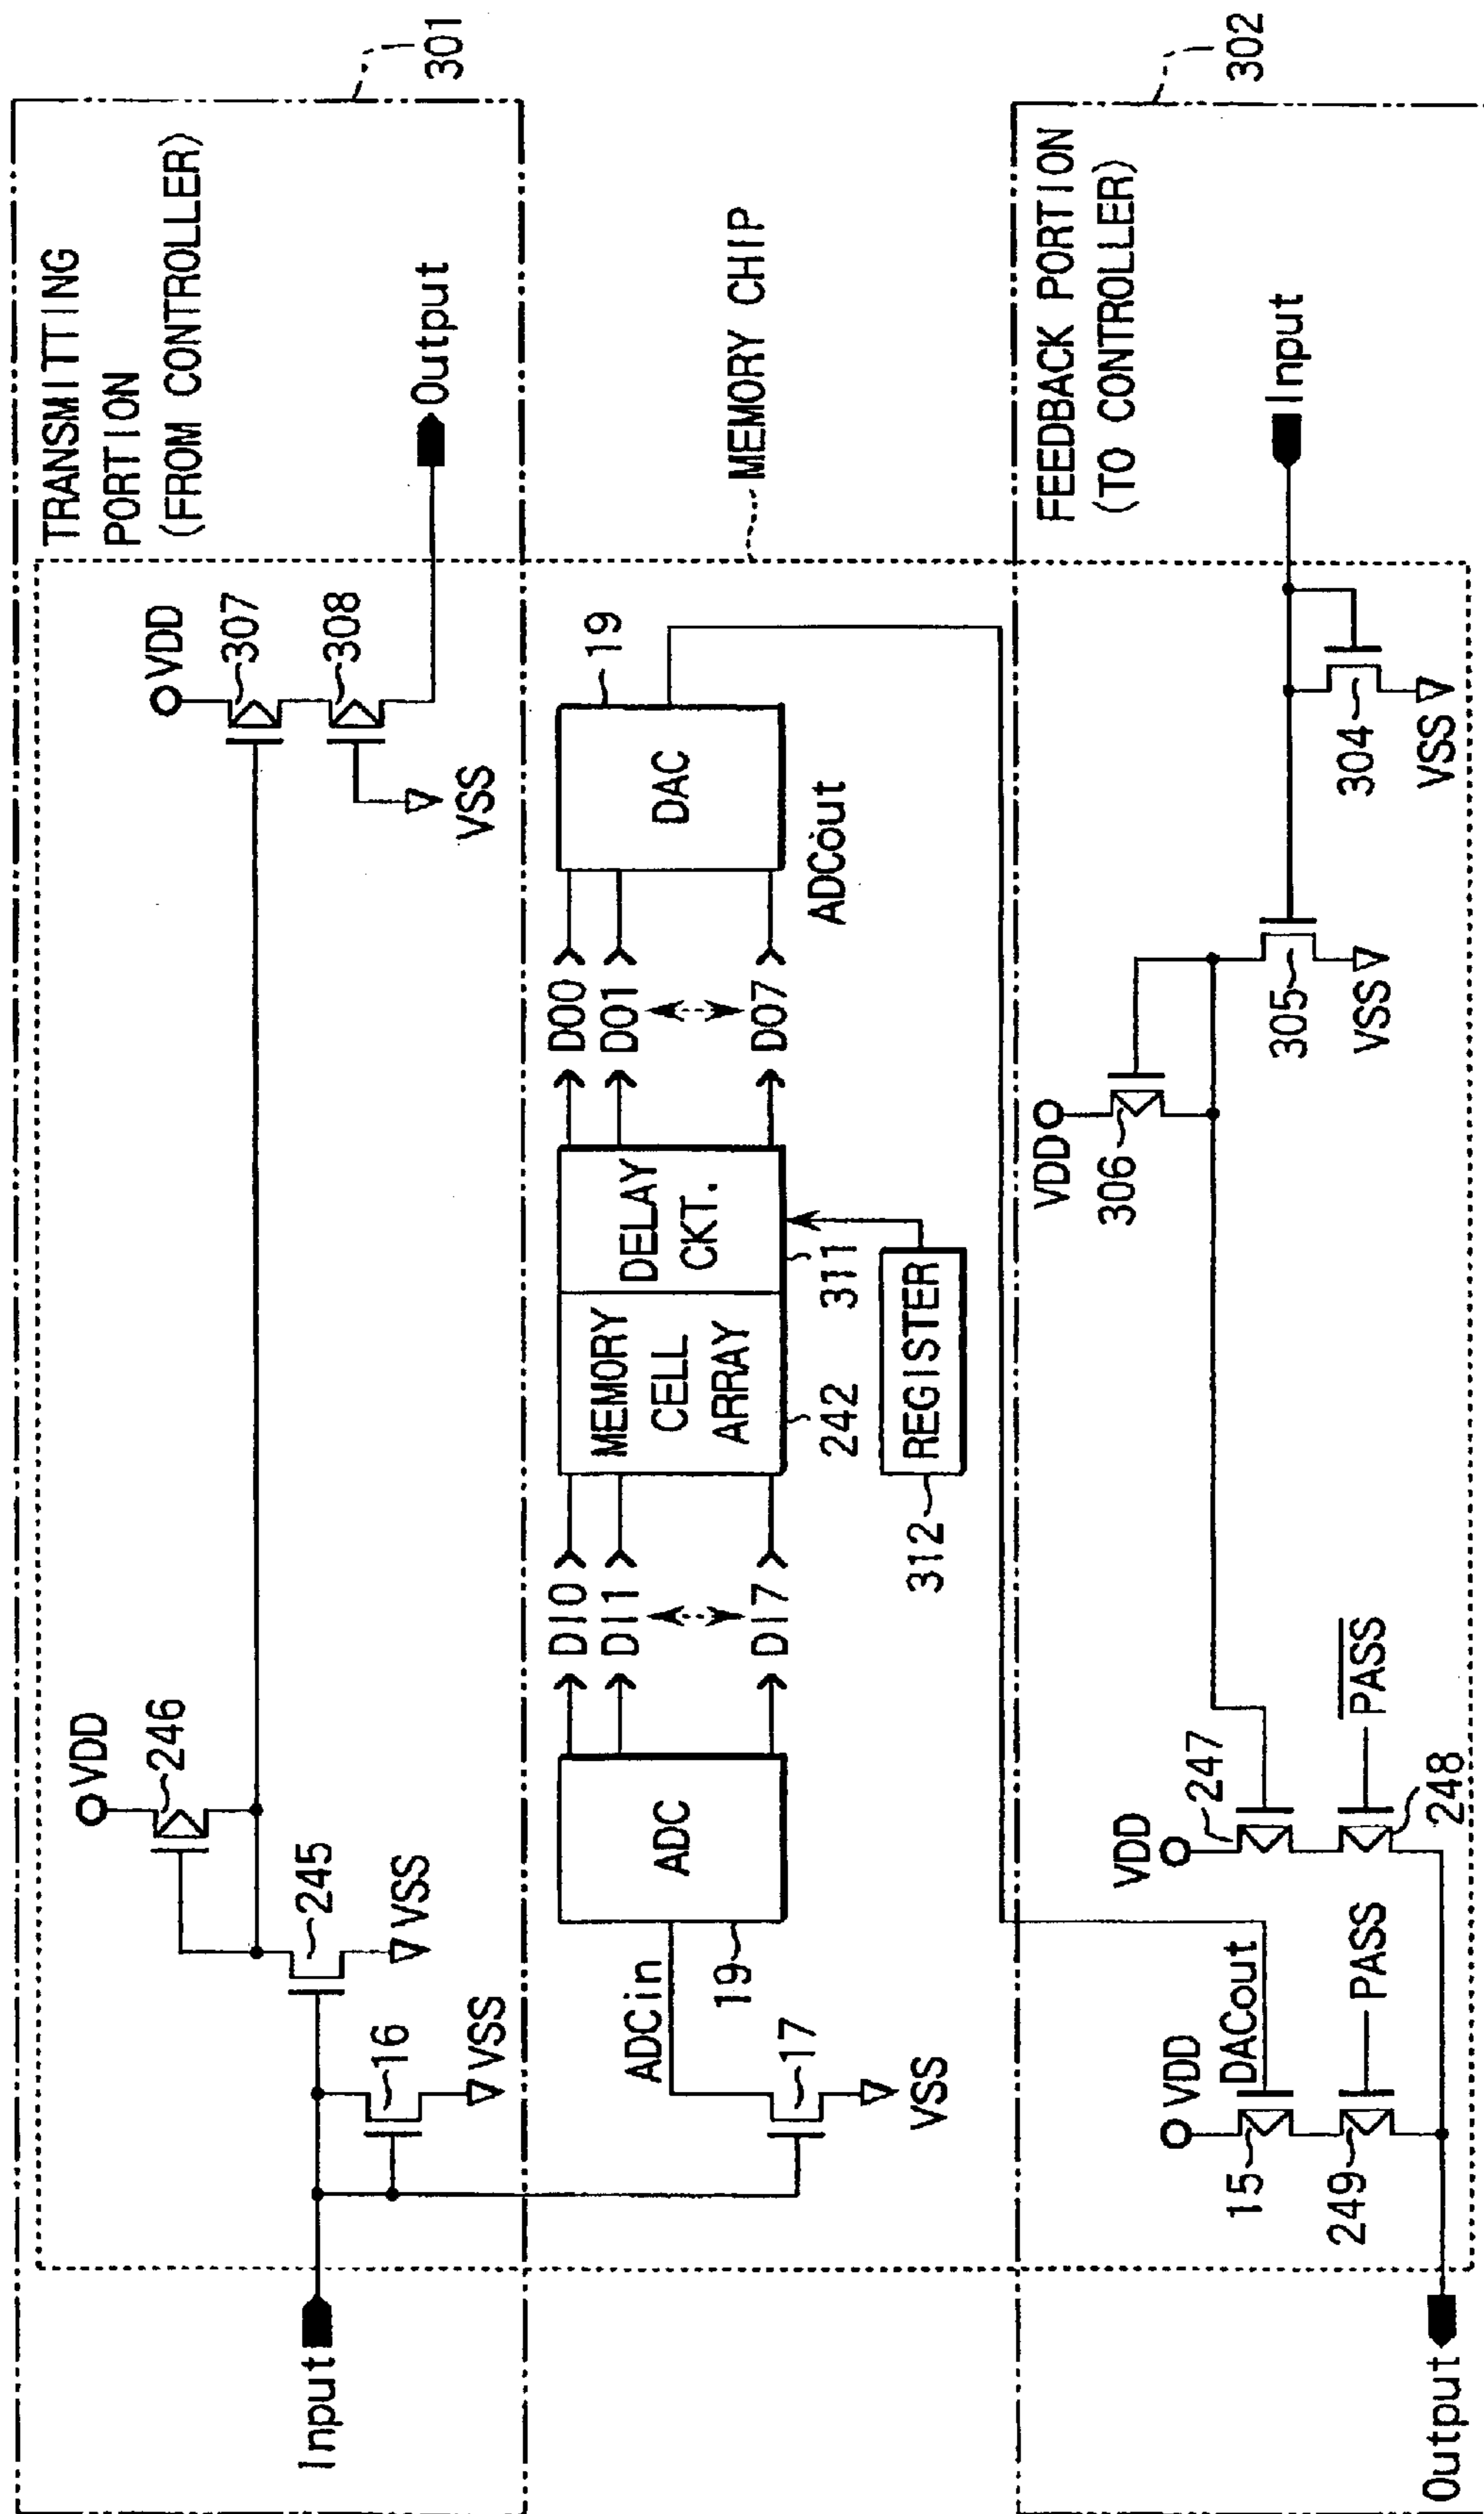 TRANSMITTING
PORTION
(FROM CONTROLLER)
301
VDD
246
VDD
307
308
Output
245
VSS
16
VSS
VSS
Input
MEMORY CHIP
ADCin
19
ADC
DI0
DI1
DI7
MEMORY
CELL
ARRAY
242
DELAY
CKT.
311
REGISTER
312
DO0
DO1
DO7
DAC
19
ADCout
17
VSS
FEEDBACK PORTION
(TO CONTROLLER)
302
VDD
306
Input
VDD
15
DACout
VDD
247
305
VSS
304
VSS
249
PASS
PASS
248
Output